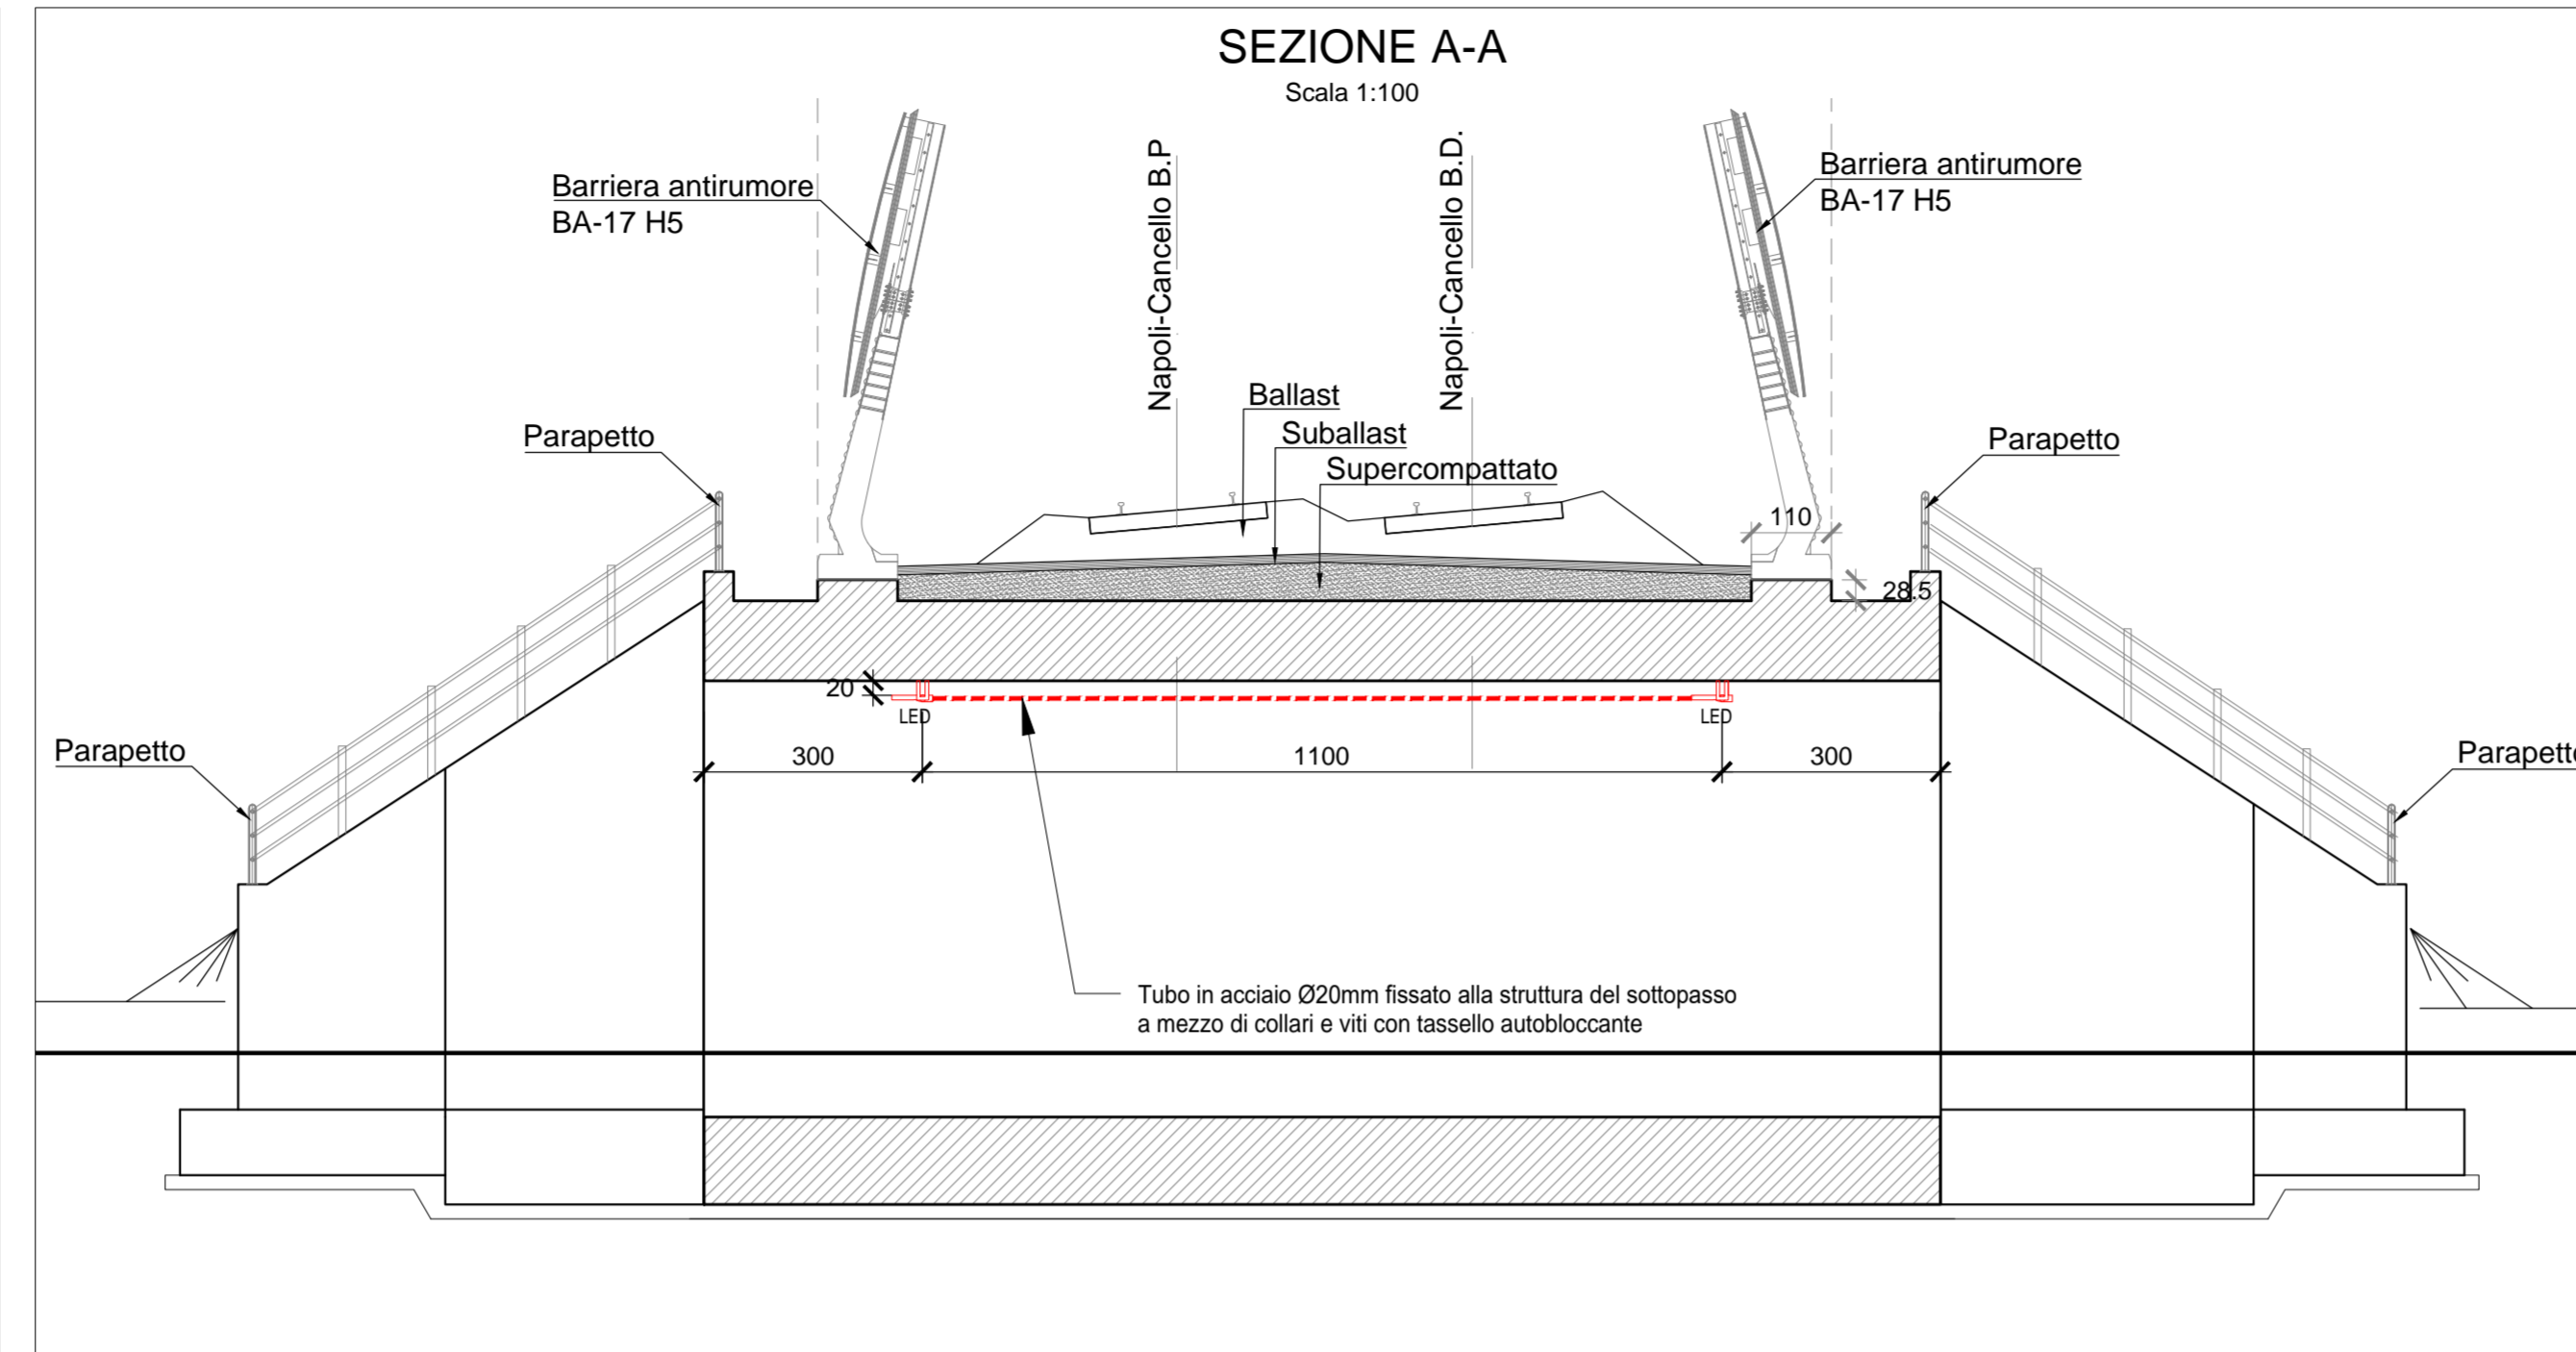 SEZIONE A-A
Scala 1:100
Barriera antirumore
BA-17 H5
Napoli-Cancello B.P
Napoli-Cancello B.D.
Barriera antirumore
BA-17 H5
Ballast
Suballast
Supercompattato
Parapetto
Parapetto
110
28.5
20
LED
LED
300
1100
300
Parapetto
Parapetto
Tubo in acciaio Ø20mm fissato alla struttura del sottopasso
a mezzo di collari e viti con tassello autobloccante